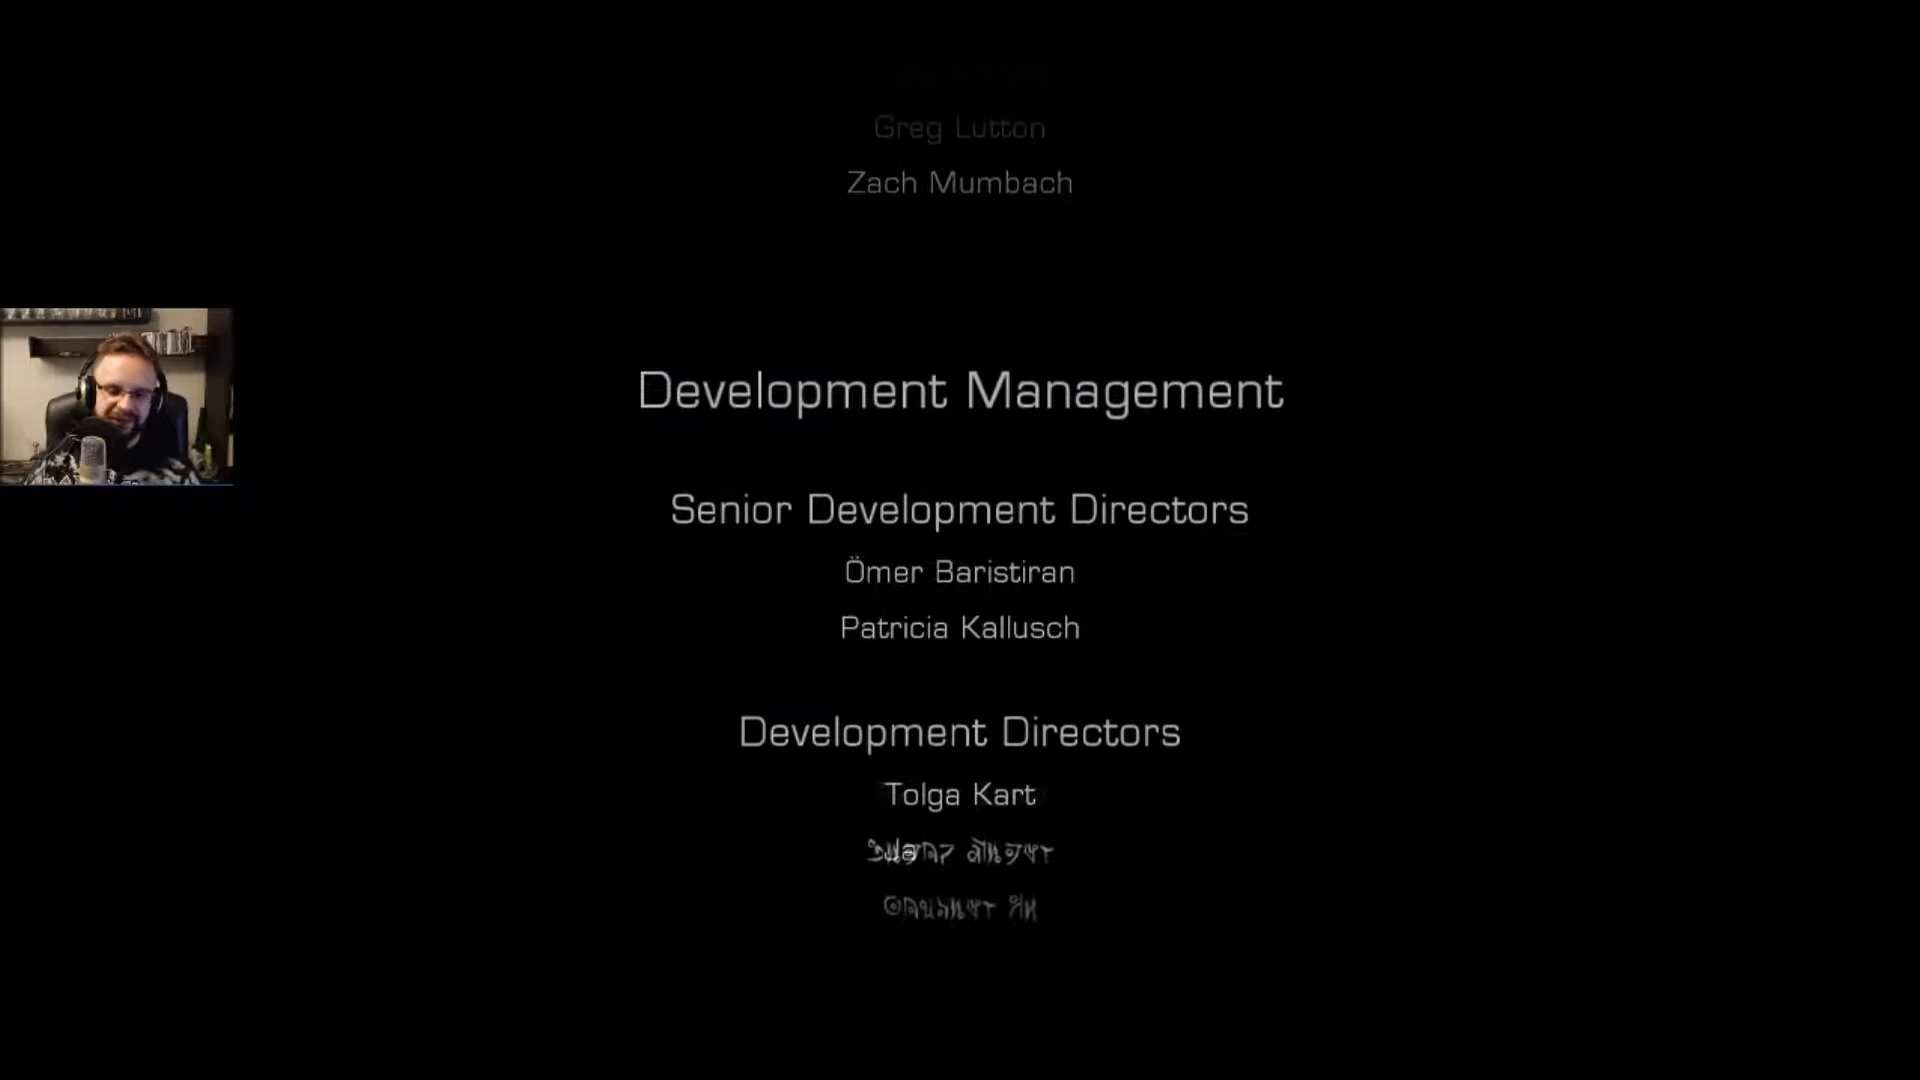 Greg Lutton
Zach Mumbach
Development Management
Senior Development Directors
Ömer Baristiran
Patricia Kallusch
Development Directors
Tolga Kart